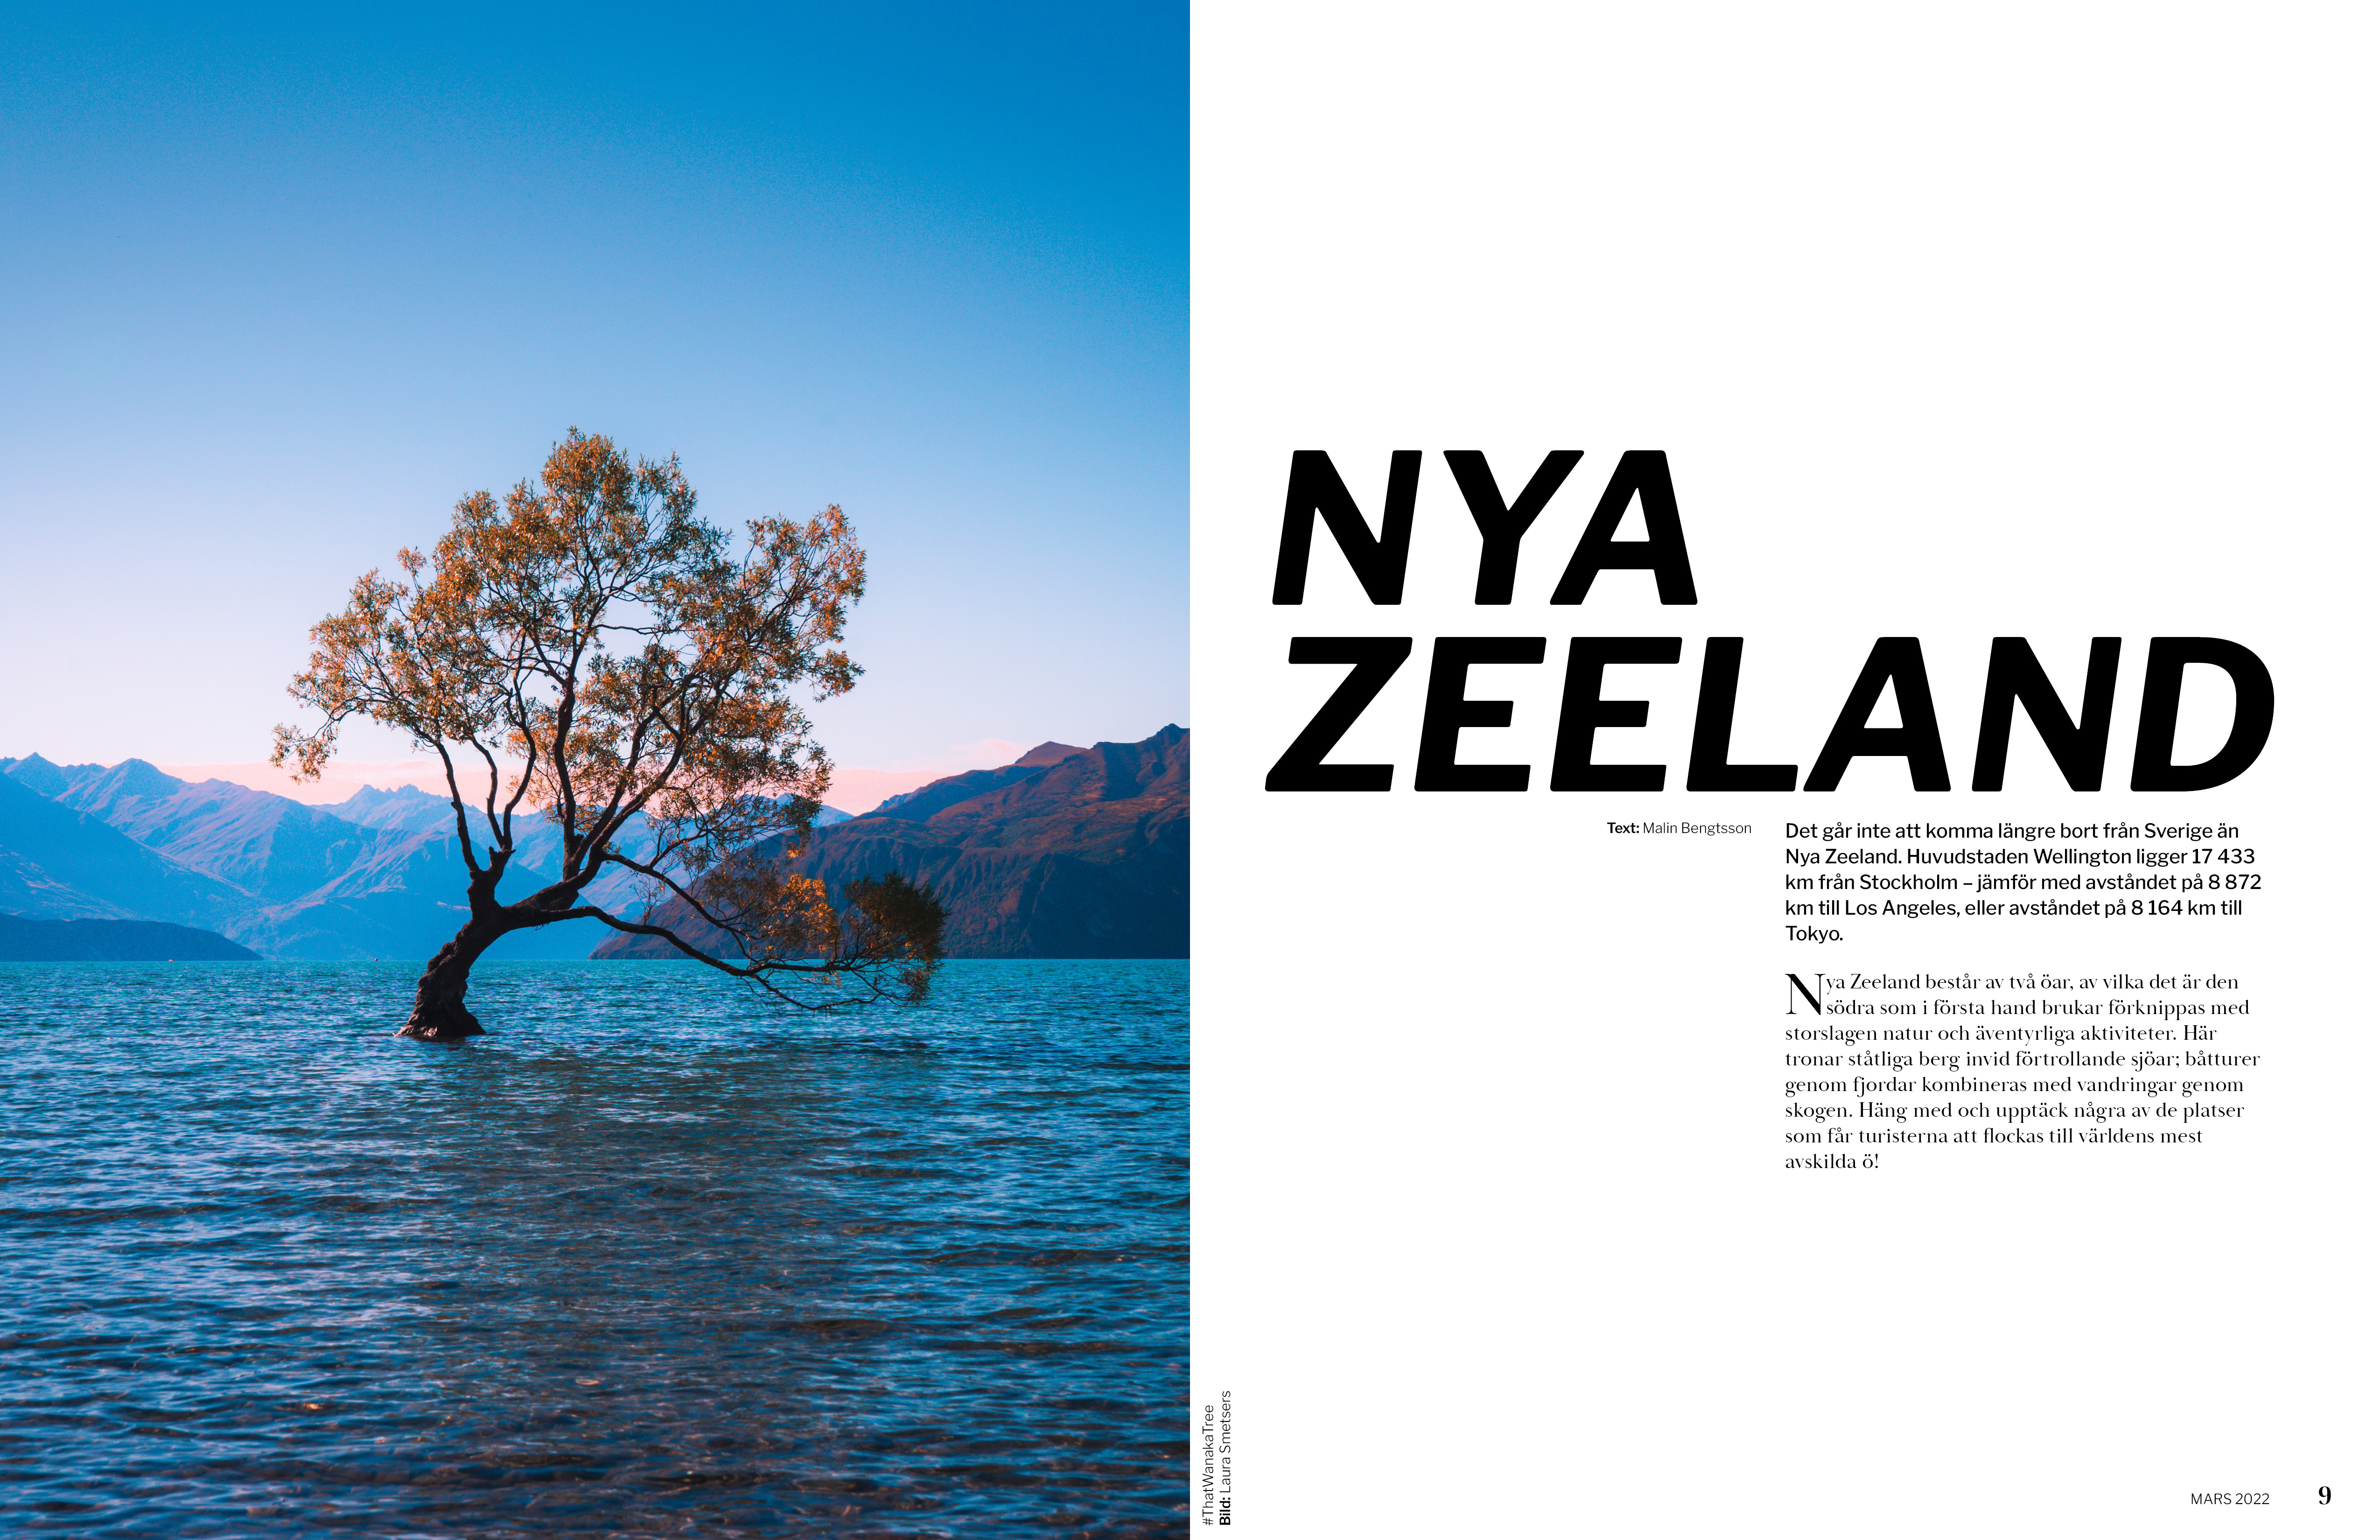 NYA
ZEELAND
Text: Malin Bengtsson
Det går inte att komma längre bort från Sverige än
Nya Zeeland. Huvudstaden Wellington ligger 17 433
km från Stockholm – jämför med avståndet på 8 872
km till Los Angeles, eller avståndet på 8 164 km till
Tokyo.
Nya Zeeland består av två öar, av vilka det är den
södra som i första hand brukar förknippas med
storslagen natur och äventyrliga aktiviteter. Här
tronar ståtliga berg invid förtrollande sjöar; båtturer
genom fjordar kombineras med vandringar genom
skogen. Häng med och upptäck några av de platser
som får turisterna att flockas till världens mest
avskilda ö!
#ThatWanakaTree
Bild: Laura Smetsers
MARS 2022 9